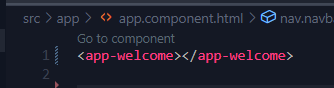 src > app > app.component.html > nav.navb
Go to component
1 <app-welcome></app-welcome>
2